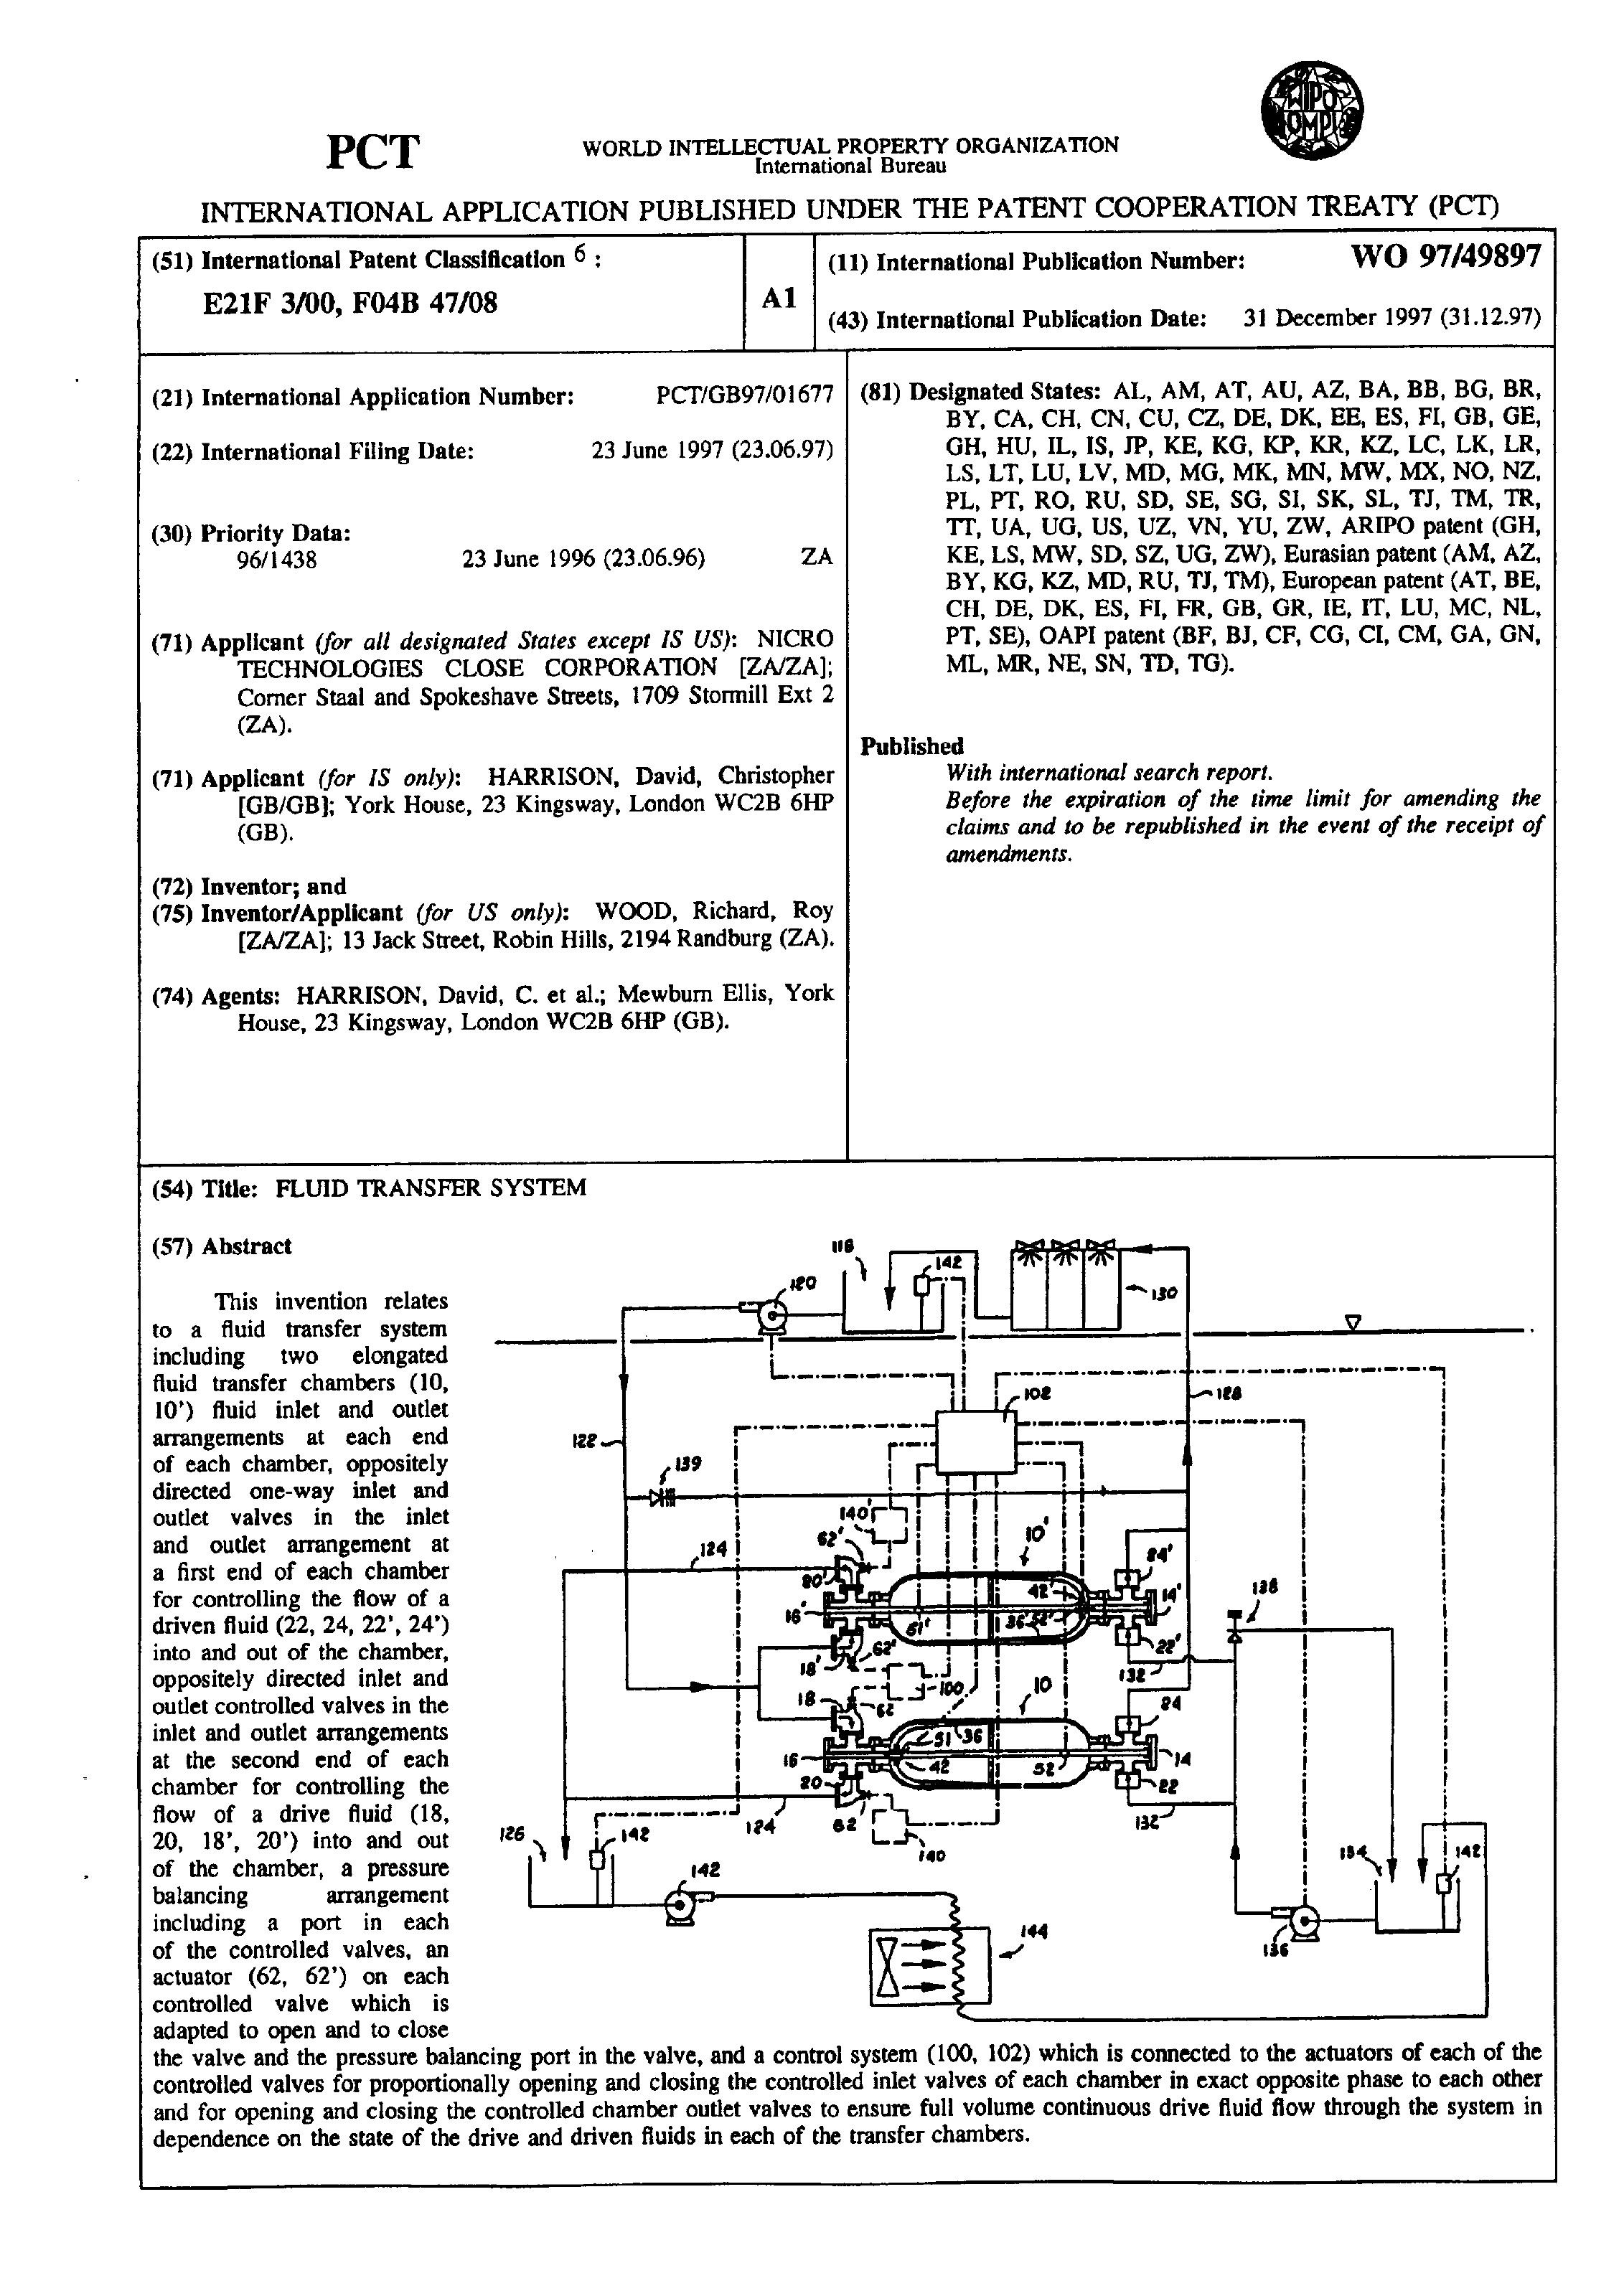 WIPO
OMPI
PCT
WORLD INTELLECTUAL PROPERTY ORGANIZATION
International Bureau
INTERNATIONAL APPLICATION PUBLISHED UNDER THE PATENT COOPERATION TREATY (PCT)
(51) International Patent Classification 6 :
E21F 3/00, F04B 47/08
A1
(11) International Publication Number: WO 97/49897
(43) International Publication Date: 31 December 1997 (31.12.97)
(21) International Application Number: PCT/GB97/01677
(22) International Filing Date: 23 June 1997 (23.06.97)
(30) Priority Data:
96/1438 23 June 1996 (23.06.96) ZA
(71) Applicant (for all designated States except IS US): NICRO
TECHNOLOGIES CLOSE CORPORATION [ZA/ZA];
Corner Staal and Spokeshave Streets, 1709 Stormill Ext 2
(ZA).
(71) Applicant (for IS only): HARRISON, David, Christopher
[GB/GB]; York House, 23 Kingsway, London WC2B 6HP
(GB).
(72) Inventor; and
(75) Inventor/Applicant (for US only): WOOD, Richard, Roy
[ZA/ZA]; 13 Jack Street, Robin Hills, 2194 Randburg (ZA).
(74) Agents: HARRISON, David, C. et al.; Mewburn Ellis, York
House, 23 Kingsway, London WC2B 6HP (GB).
(81) Designated States: AL, AM, AT, AU, AZ, BA, BB, BG, BR,
BY, CA, CH, CN, CU, CZ, DE, DK, EE, ES, FI, GB, GE,
GH, HU, IL, IS, JP, KE, KG, KP, KR, KZ, LC, LK, LR,
LS, LT, LU, LV, MD, MG, MK, MN, MW, MX, NO, NZ,
PL, PT, RO, RU, SD, SE, SG, SI, SK, SL, TJ, TM, TR,
TT, UA, UG, US, UZ, VN, YU, ZW, ARIPO patent (GH,
KE, LS, MW, SD, SZ, UG, ZW), Eurasian patent (AM, AZ,
BY, KG, KZ, MD, RU, TJ, TM), European patent (AT, BE,
CH, DE, DK, ES, FI, FR, GB, GR, IE, IT, LU, MC, NL,
PT, SE), OAPI patent (BF, BJ, CF, CG, CI, CM, GA, GN,
ML, MR, NE, SN, TD, TG).
Published
With international search report.
Before the expiration of the time limit for amending the
claims and to be republished in the event of the receipt of
amendments.
(54) Title: FLUID TRANSFER SYSTEM
(57) Abstract
This invention relates
to a fluid transfer system
including two elongated
fluid transfer chambers (10,
10') fluid inlet and outlet
arrangements at each end
of each chamber, oppositely
directed one-way inlet and
outlet valves in the inlet
and outlet arrangement at
a first end of each chamber
for controlling the flow of a
driven fluid (22, 24, 22', 24')
into and out of the chamber,
oppositely directed inlet and
outlet controlled valves in the
inlet and outlet arrangements
at the second end of each
chamber for controlling the
flow of a drive fluid (18,
20, 18', 20') into and out
of the chamber, a pressure
balancing arrangement
including a port in each
of the controlled valves, an
actuator (62, 62') on each
controlled valve which is
adapted to open and to close
the valve and the pressure balancing port in the valve, and a control system (100, 102) which is connected to the actuators of each of the
controlled valves for proportionally opening and closing the controlled inlet valves of each chamber in exact opposite phase to each other
and for opening and closing the controlled chamber outlet valves to ensure full volume continuous drive fluid flow through the system in
dependence on the state of the drive and driven fluids in each of the transfer chambers.
118
142
120
130
102
128
122
139
140'
62'
10'
24'
124
20'
42'
14'
138
16'
51'
36'
52'
62'
22'
18'
132
100
10
18
62
24
51
36
16
42
52
14
20
22
124
62
132
126
142
140
134
142
142
144
136